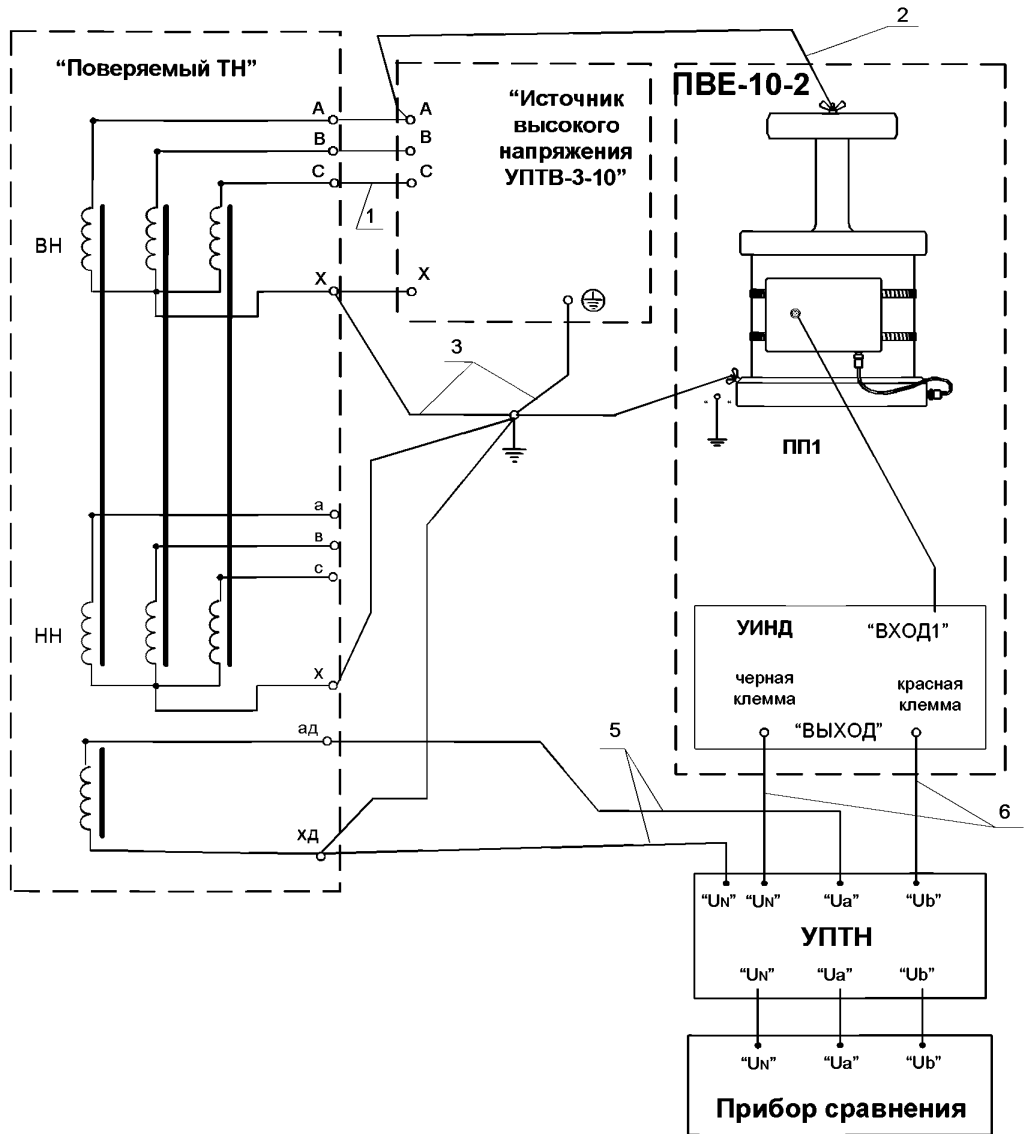 2
“Поверяемый ТН”
ПВЕ-10-2
“Источник
высокого
напряжения
УПТВ-3-10”
A
A
B
B
C
C
1
ВН
X
X
3
ПП1
а
в
с
НН
х
УИНД
“ВХОД1”
черная
клемма
красная
клемма
“ВЫХОД”
ад
5
6
хд
“UN” “UN” “Ua” “Ub”
УПТН
“UN” “Ua” “Ub”
“UN” “Ua” “Ub”
Прибор сравнения